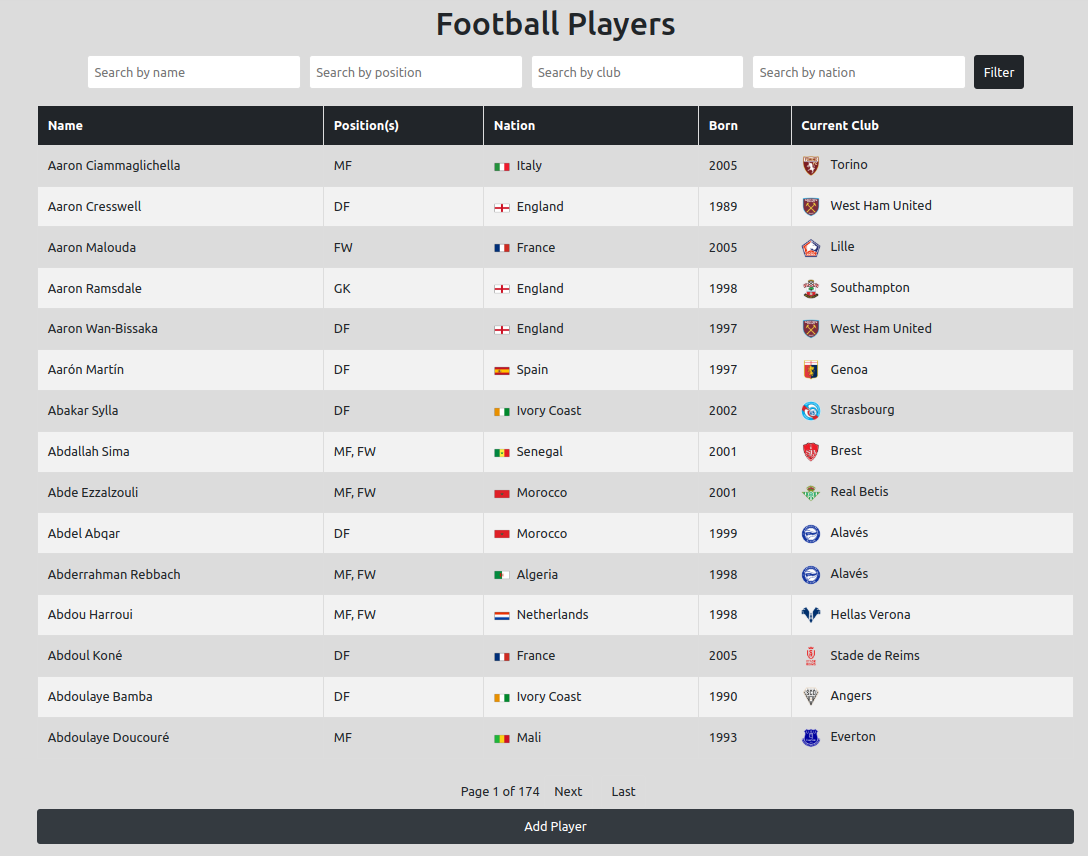 Football Players
Search by name Search by position Search by club Search by nation Filter
Name Position(s) Nation Born Current Club
Aaron Ciammaglichella MF Italy 2005 Torino
Aaron Cresswell DF England 1989 West Ham United
Aaron Malouda FW France 2005 Lille
Aaron Ramsdale GK England 1998 Southampton
Aaron Wan-Bissaka DF England 1997 West Ham United
Aarón Martín DF Spain 1997 Genoa
Abakar Sylla DF Ivory Coast 2002 Strasbourg
Abdallah Sima MF, FW Senegal 2001 Brest
Abde Ezzalzouli MF, FW Morocco 2001 Real Betis
Abdel Abqar DF Morocco 1999 Alavés
Abderrahman Rebbach MF, FW Algeria 1998 Alavés
Abdou Harroui MF, FW Netherlands 1998 Hellas Verona
Abdoul Koné DF France 2005 Stade de Reims
Abdoulaye Bamba DF Ivory Coast 1990 Angers
Abdoulaye Doucouré MF Mali 1993 Everton
Page 1 of 174 Next Last
Add Player